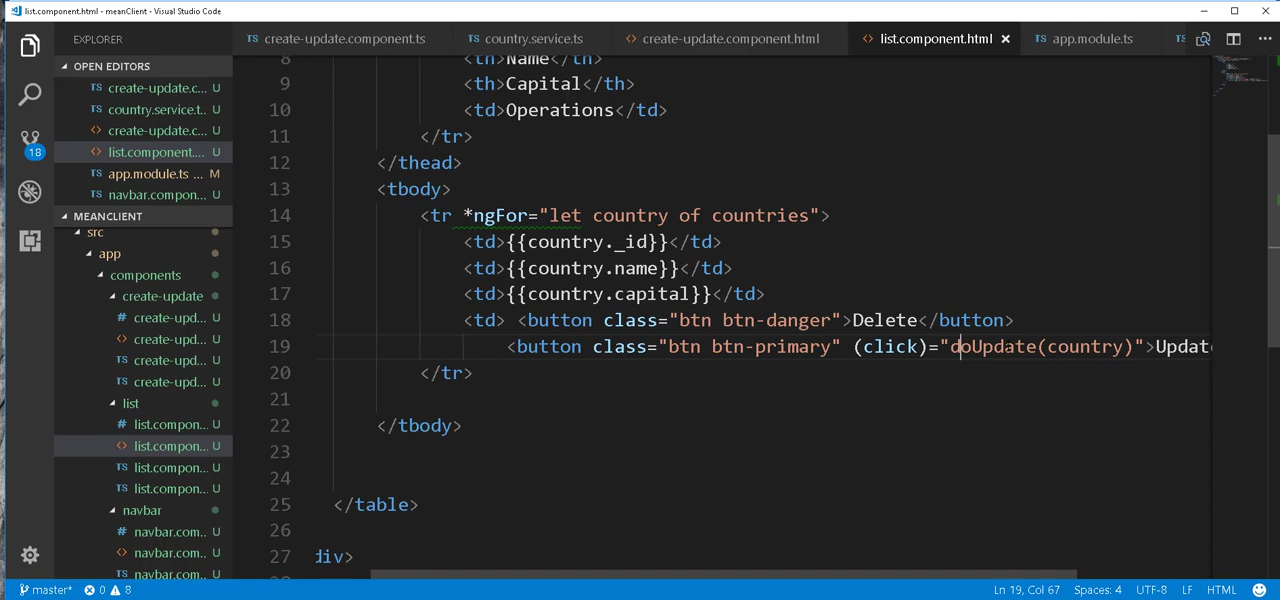 list.component.html - meanClient - Visual Studio Code
EXPLORER
create-update.component.ts
country.service.ts
create-update.component.html
list.component.html
app.module.ts
OPEN EDITORS
create-update.c... U
country.service.t... U
create-update.c... U
list.component.... U
app.module.ts ... M
navbar.compon... U
MEANCLIENT
src
app
components
create-update
create-upd... U
create-upd... U
create-upd... U
create-upd... U
list
list.compon... U
list.compon... U
list.compon... U
list.compon... U
navbar
navbar.com... U
navbar.com... U
navbar.com... U
18
8 <th>Name</th>
9 <th>Capital</th>
10 <td>Operations</td>
11 </tr>
12 </thead>
13 <tbody>
14 <tr *ngFor="let country of countries">
15 <td>{{country._id}}</td>
16 <td>{{country.name}}</td>
17 <td>{{country.capital}}</td>
18 <td> <button class="btn btn-danger">Delete</button>
19 <button class="btn btn-primary" (click)="doUpdate(country)">Update
20 </tr>
21
22 </tbody>
23
24
25 </table>
26
27 div>
master* 0 8
Ln 19, Col 67 Spaces: 4 UTF-8 LF HTML